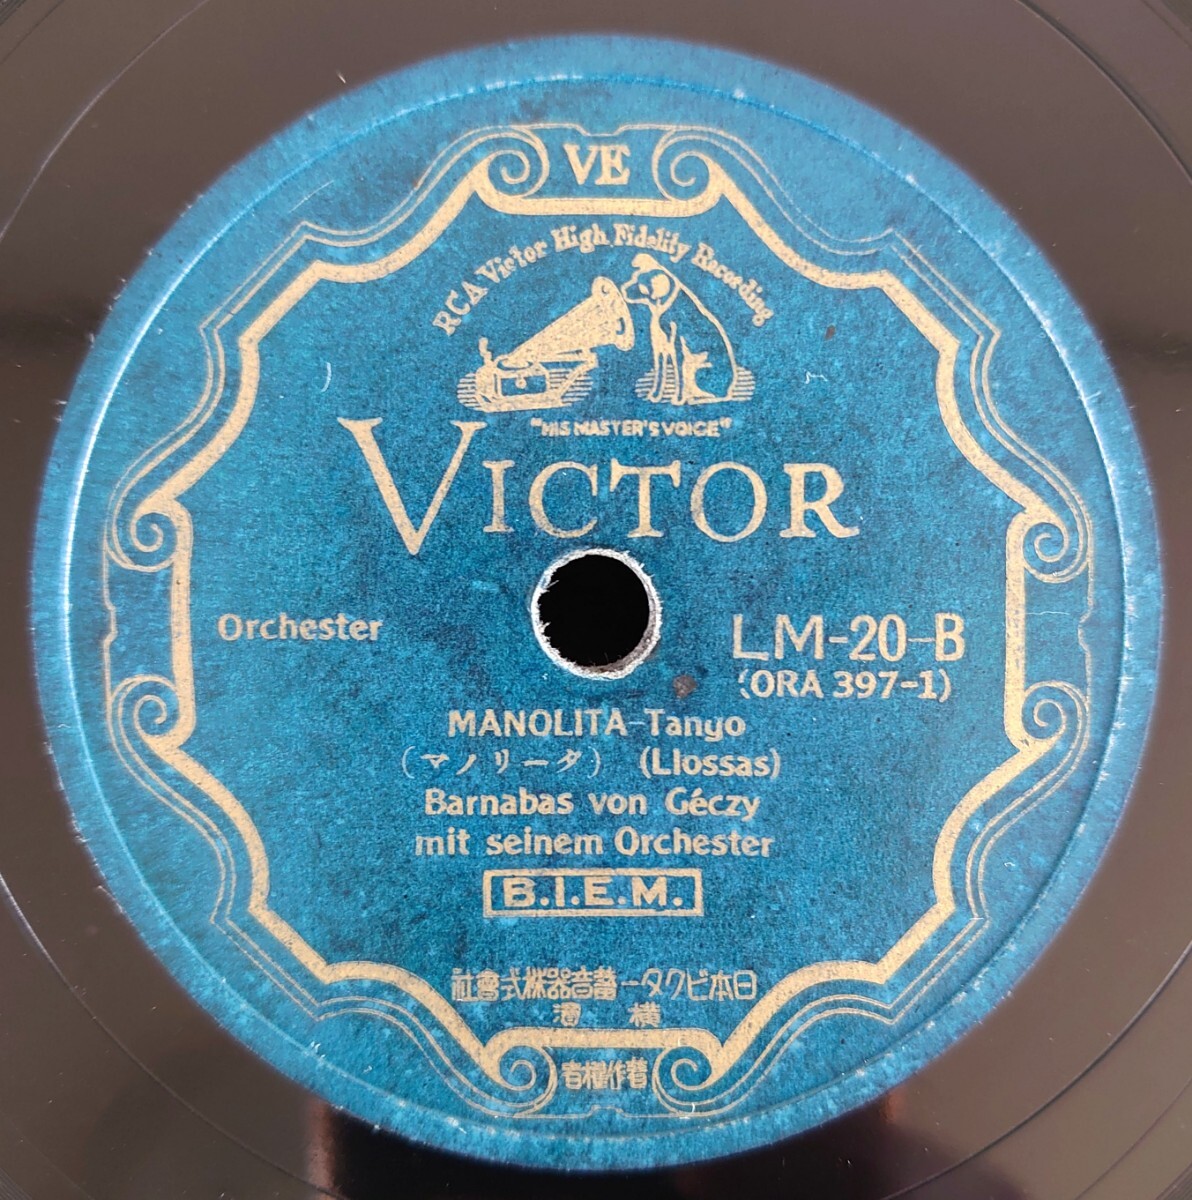 VE
RCA Victor High Fidelity Recording
"HIS MASTER'S VOICE"
VICTOR
Orchester
LM-20-B
(ORA 397-1)
MANOLITA-Tango
(マノリータ) (Llossas)
Barnabas von Géczy
mit seinem Orchester
B.I.E.M.
日本ビクター蓄音器株式會社
横濱
著作權者